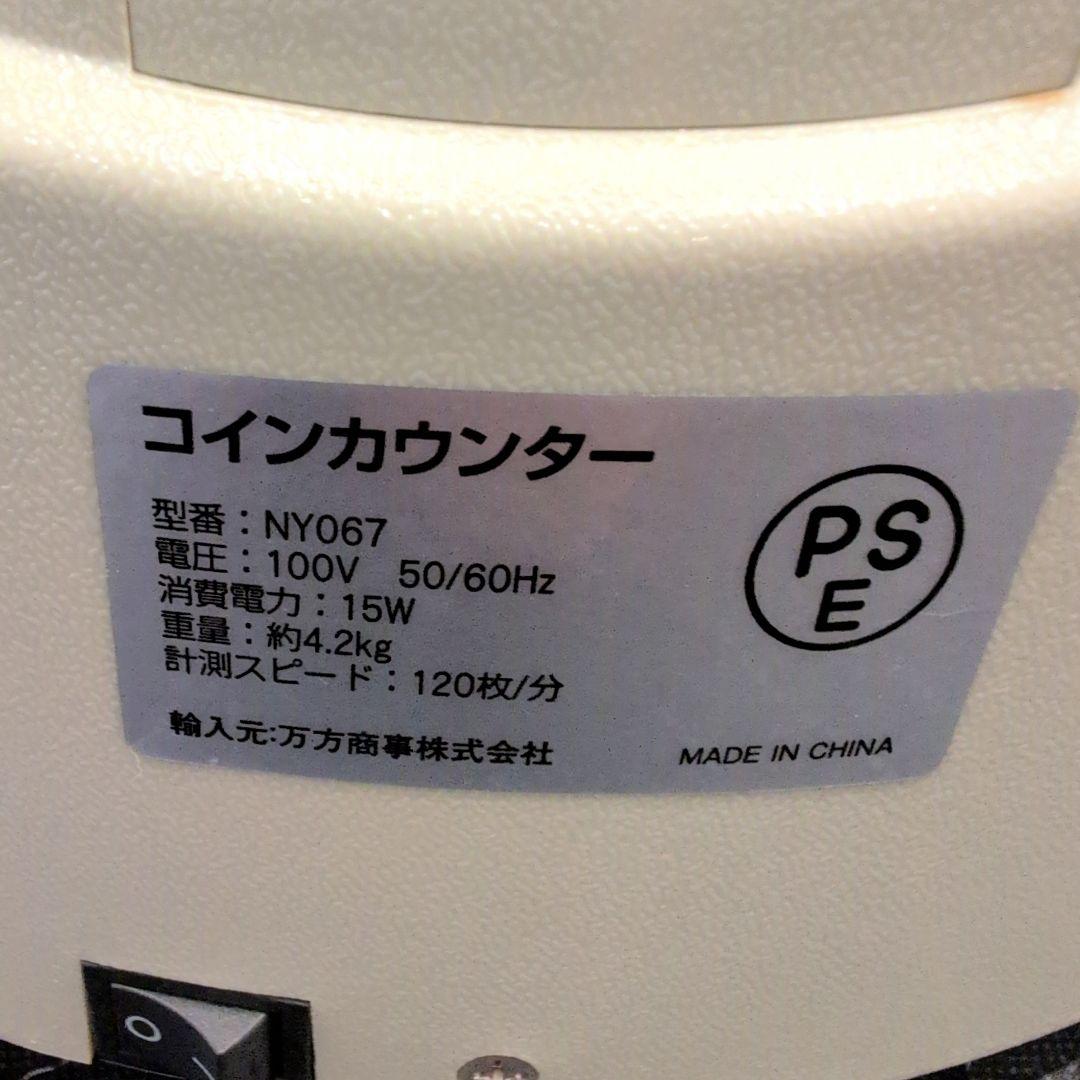 コインカウンター
型番：NY067
電圧：100V　50/60Hz
消費電力：15W
重量：約4.2kg
計測スピード：120枚/分
輸入元:万方商事株式会社
PS
E
MADE IN CHINA